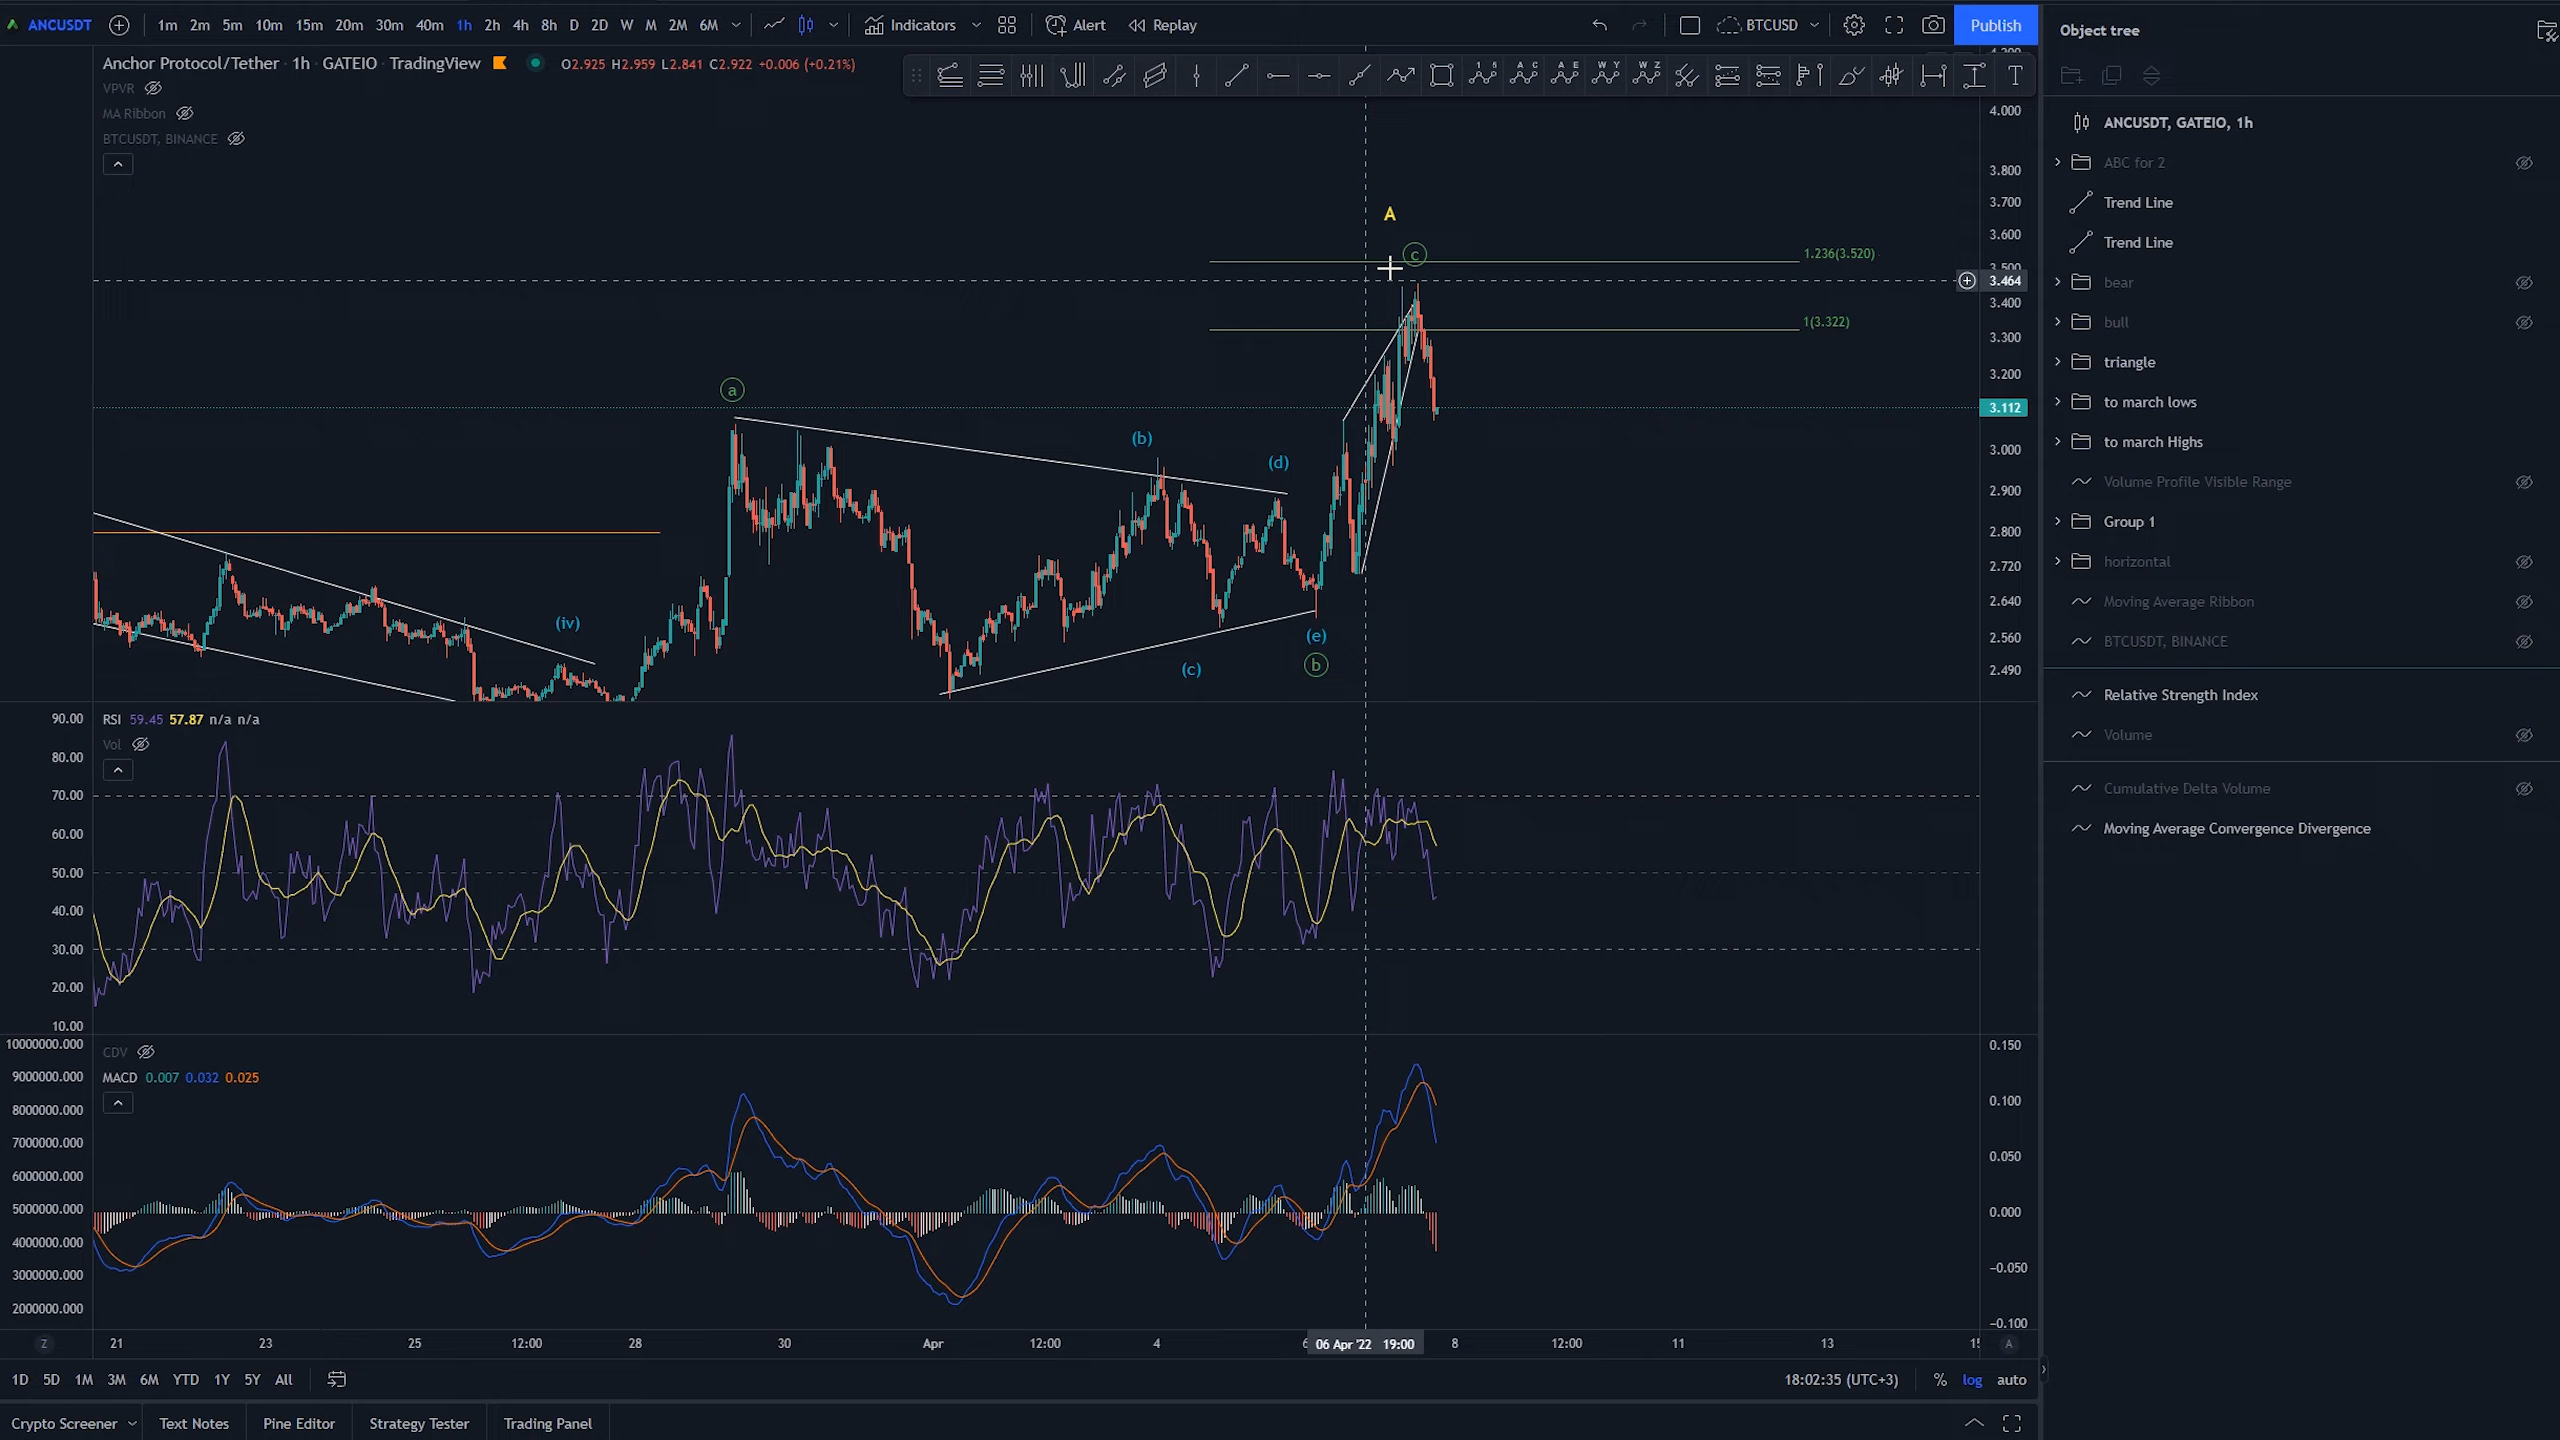 ANCUSDT 1m 2m 5m 10m 15m 20m 30m 40m 1h 2h 4h 8h D 2D W M 2M 6M Indicators Alert Replay BTCUSD Publish
Anchor Protocol/Tether · 1h · GATEIO · TradingView O2.925 H2.959 L2.841 C2.922 +0.006 (+0.21%)
VPVR
MA Ribbon
BTCUSDT, BINANCE
1 5
A C
A E
W Y
W Z
T
A
c
1.236(3.520)
1(3.322)
a
(b)
(d)
(iv)
(e)
(c)
b
4.000
3.800
3.700
3.600
3.500
3.464
3.400
3.300
3.200
3.112
3.000
2.900
2.800
2.720
2.640
2.560
2.490
RSI 59.45 57.87 n/a n/a
Vol
90.00
80.00
70.00
60.00
50.00
40.00
30.00
20.00
10.00
CDV
MACD 0.007 0.032 0.025
10000000.000
9000000.000
8000000.000
7000000.000
6000000.000
5000000.000
4000000.000
3000000.000
2000000.000
0.150
0.100
0.050
0.000
−0.050
−0.100
Z 21 23 25 12:00 28 30 Apr 12:00 4 6 06 Apr '22 19:00 8 12:00 11 13 15 A
1D 5D 1M 3M 6M YTD 1Y 5Y All 18:02:35 (UTC+3) % log auto
Crypto Screener Text Notes Pine Editor Strategy Tester Trading Panel
Object tree
ANCUSDT, GATEIO, 1h
ABC for 2
Trend Line
Trend Line
bear
bull
triangle
to march lows
to march Highs
Volume Profile Visible Range
Group 1
horizontal
Moving Average Ribbon
BTCUSDT, BINANCE
Relative Strength Index
Volume
Cumulative Delta Volume
Moving Average Convergence Divergence